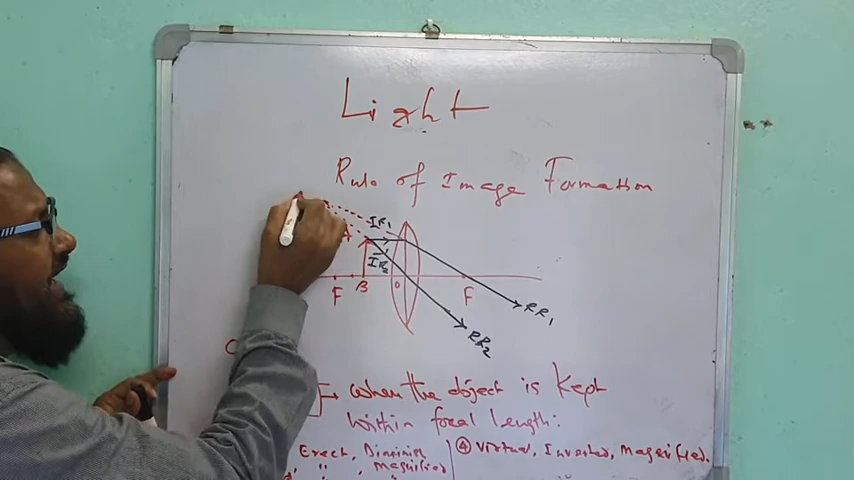 Light
Rule of Image Formation
IR1
A
IR2
F B O F
RR1
RR2
When the object is kept
within focal length.
Erect, Diminish
④ Virtual, Inverted, Magnified.
" , magnified